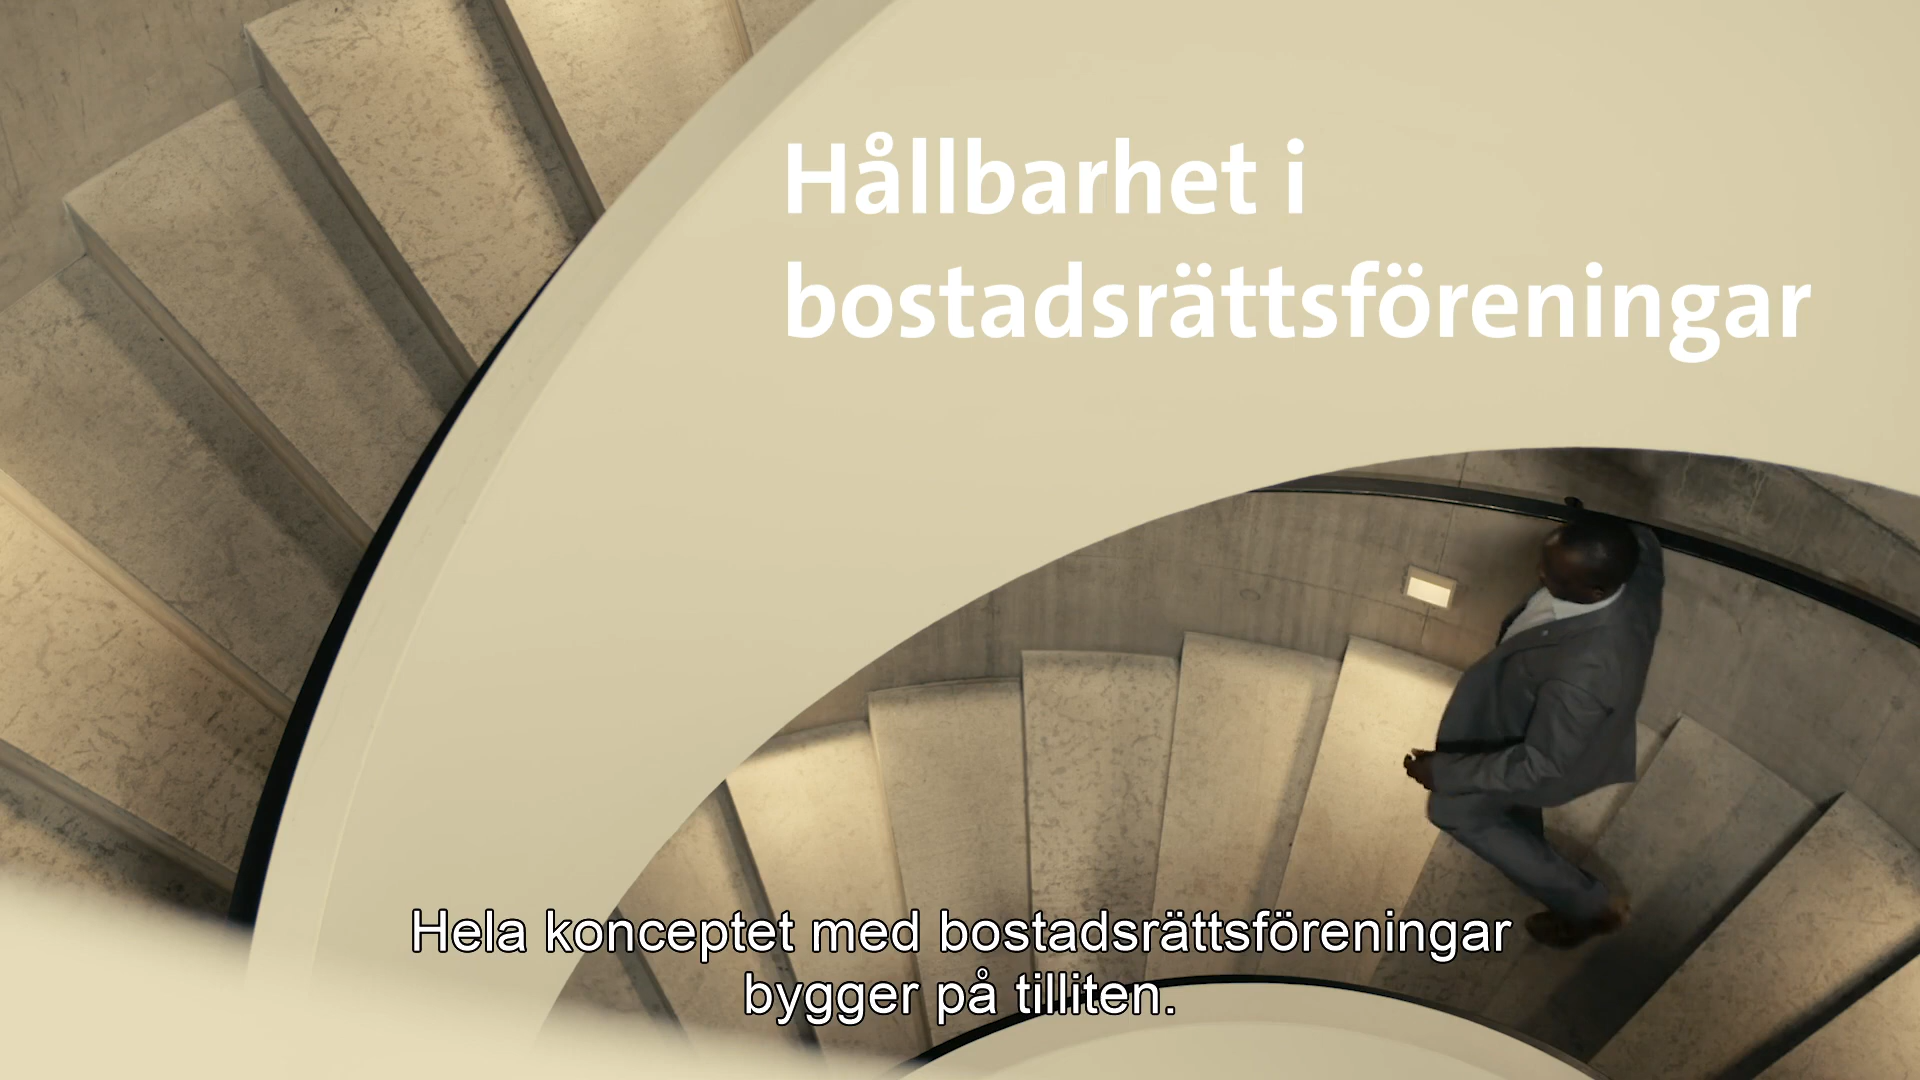 Hållbarhet i
bostadsrättsföreningar
Hela konceptet med bostadsrättsföreningar
bygger på tilliten.